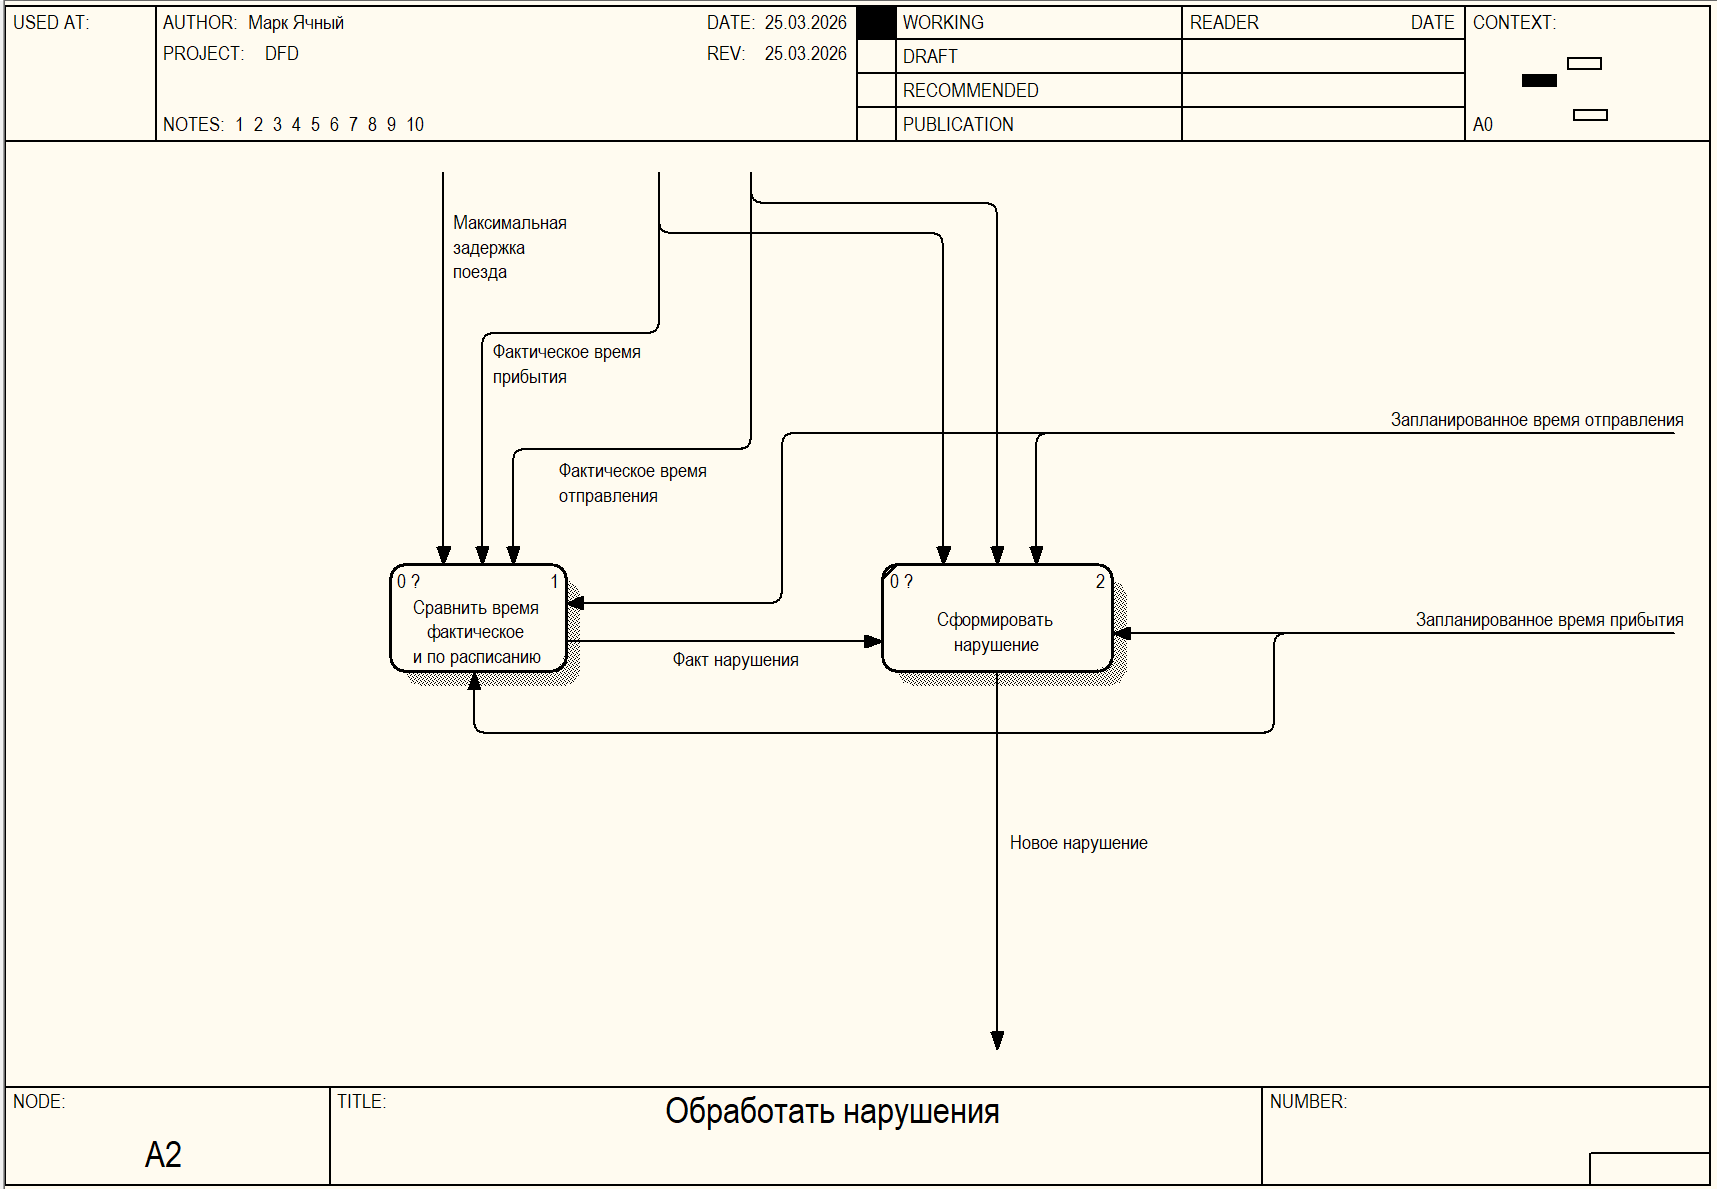 USED AT:
AUTHOR: Марк Ячный
DATE: 25.03.2026
PROJECT: DFD
REV: 25.03.2026
NOTES: 1 2 3 4 5 6 7 8 9 10
WORKING
DRAFT
RECOMMENDED
PUBLICATION
READER DATE
CONTEXT:
A0
Максимальная
задержка
поезда
Фактическое время
прибытия
Фактическое время
отправления
Запланированное время отправления
0 ? 1
Сравнить время
фактическое
и по расписанию
Факт нарушения
0 ? 2
Сформировать
нарушение
Запланированное время прибытия
Новое нарушение
NODE:
A2
TITLE:
Обработать нарушения
NUMBER: